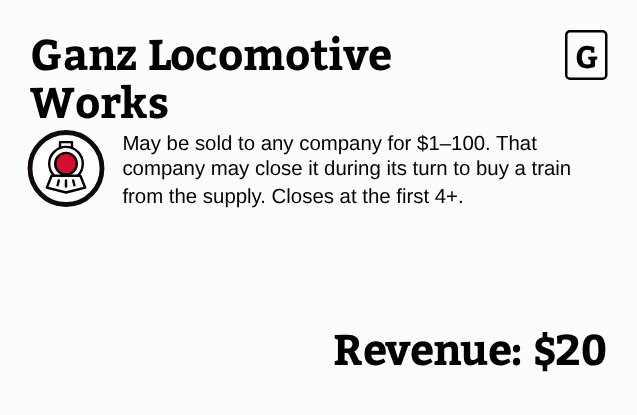 Ganz Locomotive
Works
G
May be sold to any company for $1–100. That
company may close it during its turn to buy a train
from the supply. Closes at the first 4+.
Revenue: $20